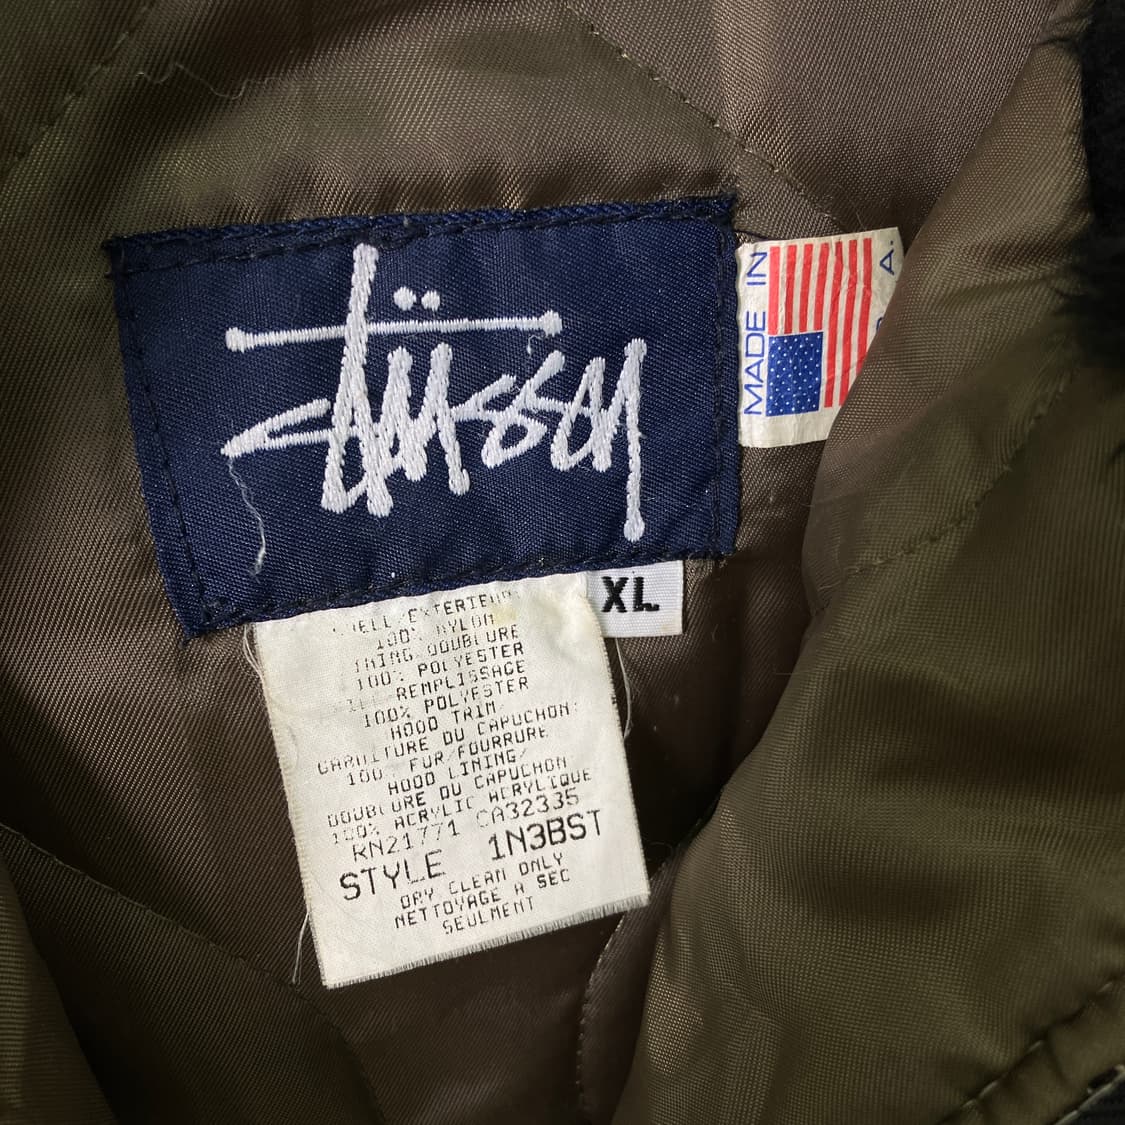 Stüssy
MADE IN
A.
XL
SHELL/EXTERIEUR
100% NYLON
LINING/DOUBLURE
100% POLYESTER
REMPLISSAGE
100% POLYESTER
HOOD TRIM
GARNITURE DU CAPUCHON:
100% FUR/FOURRURE
HOOD LINING/
DOUBLURE DU CAPUCHON
100% ACRYLIC ACRYLIQUE
RN21771 CA32335
STYLE 1N3BST
DRY CLEAN ONLY
NETTOYAGE A SEC
SEULMENT